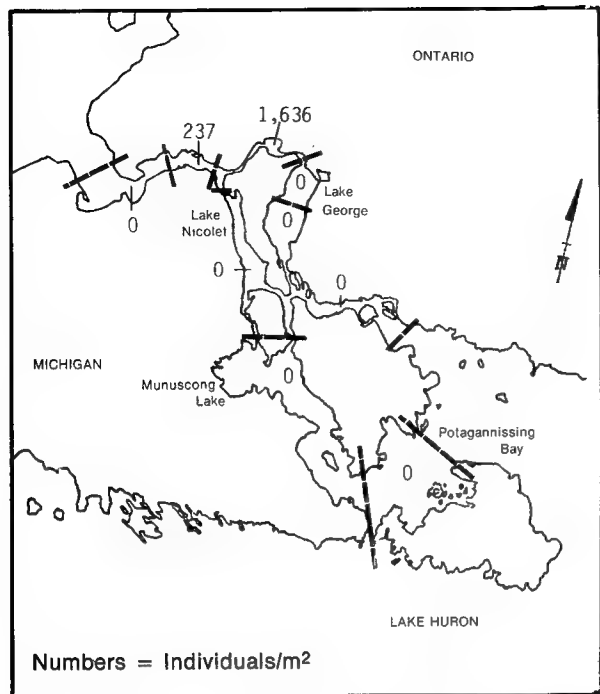 ONTARIO
1,636
237
0
Lake
George
0
Lake
Nicolet
0
0
0
N
MICHIGAN
Munuscong
Lake
0
Potagannissing
Bay
0
LAKE HURON
Numbers = Individuals/m²